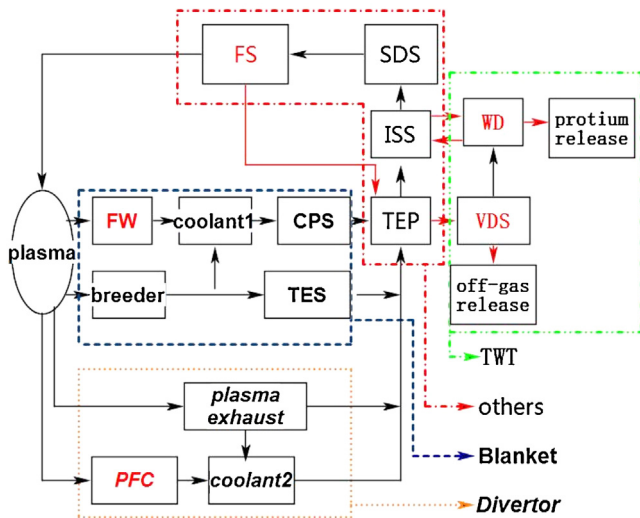 FS
SDS
ISS
WD
protium
release
plasma
FW
coolant1
CPS
TEP
VDS
breeder
TES
off-gas
release
TWT
plasma
exhaust
others
Blanket
PFC
coolant2
Divertor